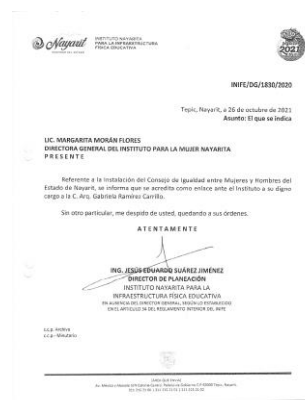 Nayarit
INSTITUTO NAYARITA
PARA LA INFRAESTRUCTURA
FÍSICA EDUCATIVA
2021
INIFE/DG/1830/2020
Tepic, Nayarit, a 26 de octubre de 2021
Asunto: El que se indica
LIC. MARGARITA MORÁN FLORES
DIRECTORA GENERAL DEL INSTITUTO PARA LA MUJER NAYARITA
P R E S E N T E
Referente a la Instalación del Consejo de Igualdad entre Mujeres y Hombres del
Estado de Nayarit, se informa que se acredita como enlace ante el Instituto a su digno
cargo a la C. Arq. Gabriela Ramírez Carrillo.
Sin otro particular, me despido de usted, quedando a sus órdenes.
A T E N T A M E N T E
ING. JESÚS EDUARDO SUÁREZ JIMÉNEZ
DIRECTOR DE PLANEACIÓN
INSTITUTO NAYARITA PARA LA
INFRAESTRUCTURA FÍSICA EDUCATIVA
EN AUSENCIA DEL DIRECTOR GENERAL, SEGÚN LO ESTABLECIDO
EN EL ARTÍCULO 56 DEL REGLAMENTO INTERIOR DEL INIFE
c.c.p. Archivo
c.c.p.- Minutario